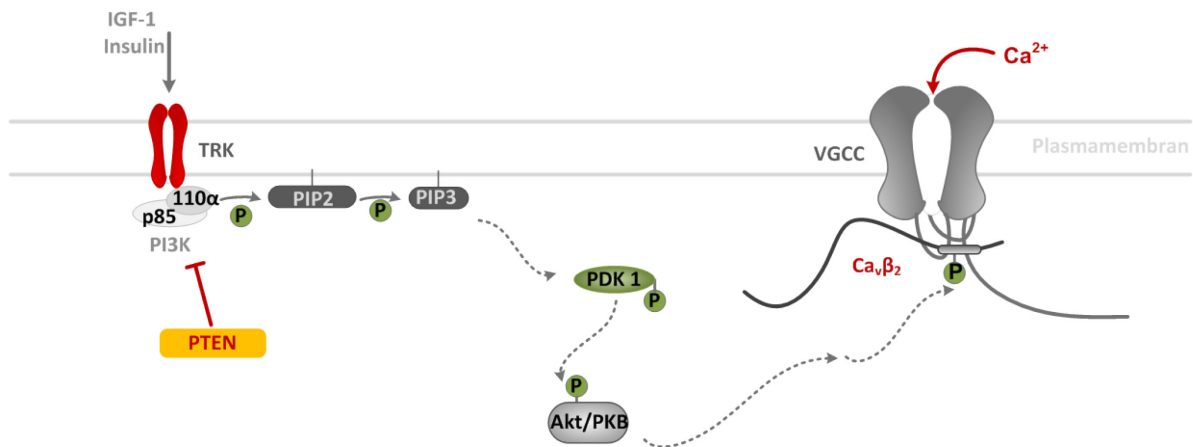 IGF-1
Insulin
Ca²⁺
TRK
VGCC
Plasmamembran
110α
p85
PI3K
P
PIP2
P
PIP3
PDK 1
P
Caᵥβ₂
P
PTEN
P
Akt/PKB